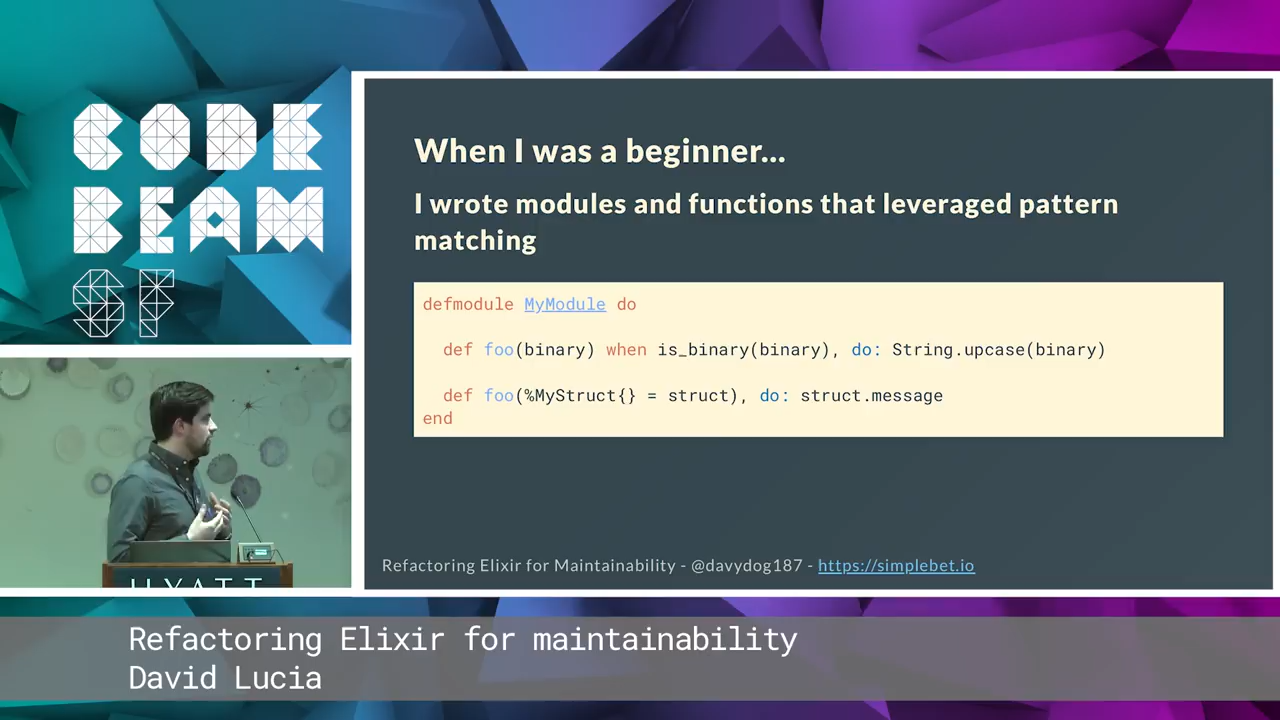 CODE
BEAM
SF
When I was a beginner...
I wrote modules and functions that leveraged pattern
matching
defmodule MyModule do
def foo(binary) when is_binary(binary), do: String.upcase(binary)
def foo(%MyStruct{} = struct), do: struct.message
end
Refactoring Elixir for Maintainability - @davydog187 - https://simplebet.io
HYATT
Refactoring Elixir for maintainability
David Lucia